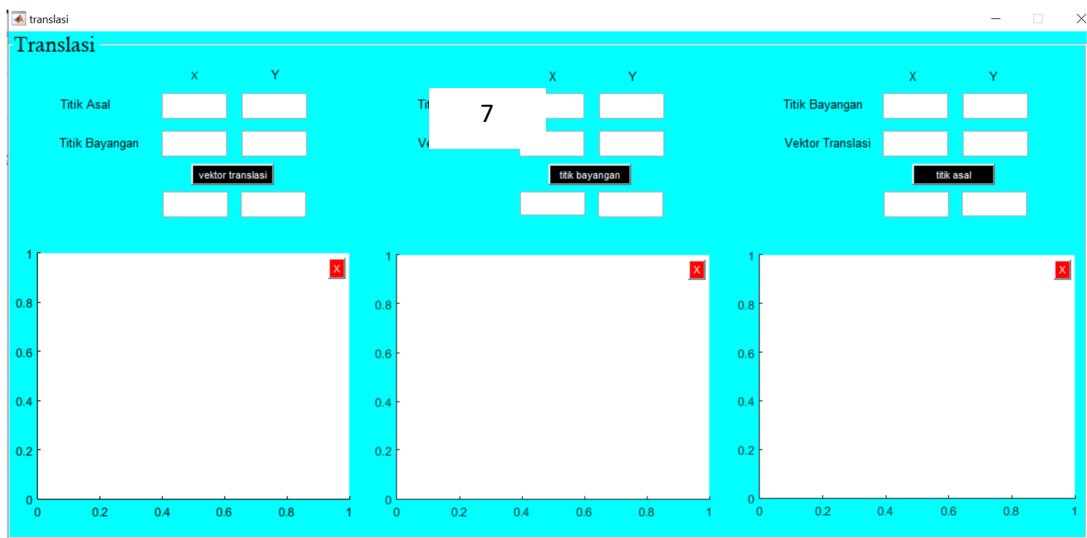 translasi
Translasi
X Y X Y X Y
Titik Asal 7 Titik Bayangan
Titik Bayangan Vektor Translasi
vektor translasi titik bayangan titik asal
1 X 1 X 1 X
0.8 0.8 0.8
0.6 0.6 0.6
0.4 0.4 0.4
0.2 0.2 0.2
0 0 0
0 0.2 0.4 0.6 0.8 1 0 0.2 0.4 0.6 0.8 1 0 0.2 0.4 0.6 0.8 1